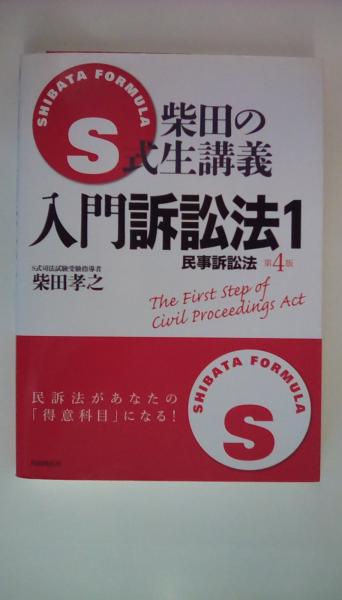 SHIBATA FORMULA
S
柴田の
式生講義
入門訴訟法1
民事訴訟法 第4版
S式司法試験受験指導者
柴田孝之
The First Step of
Civil Proceedings Act
SHIBATA FORMULA
S
民訴法があなたの
「得意科目」になる!